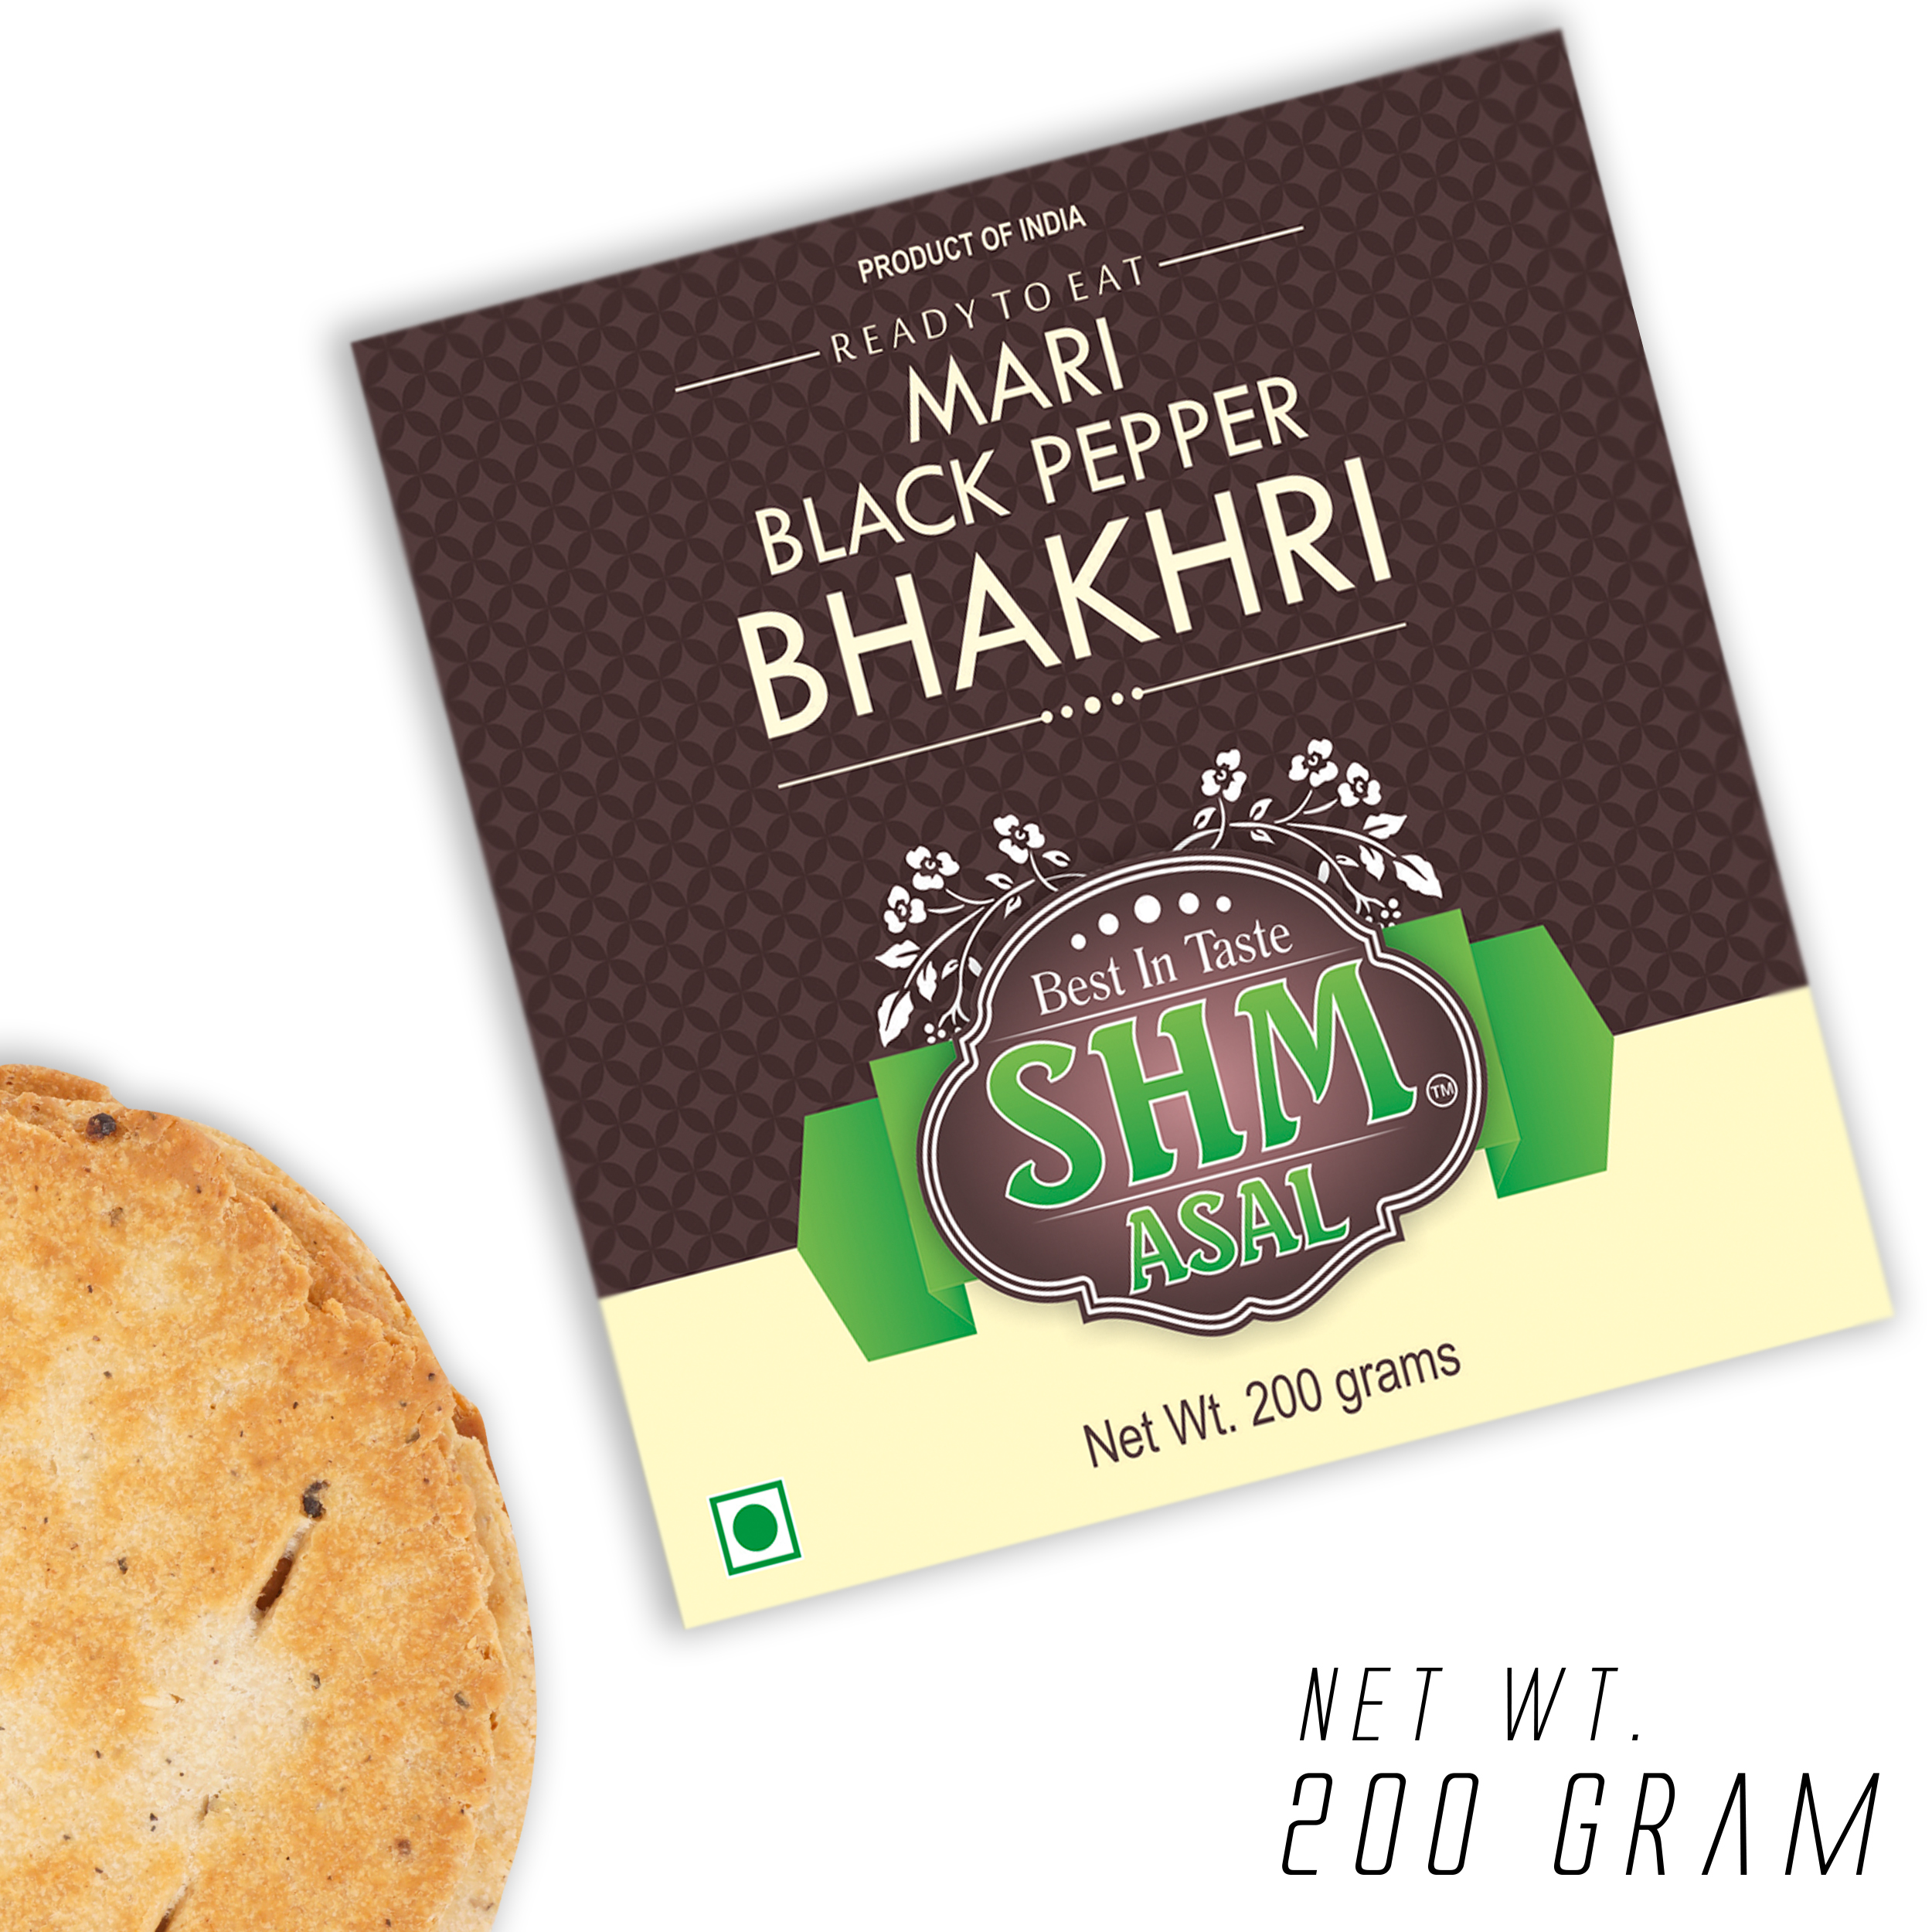 PRODUCT OF INDIA
READY TO EAT
MARI
BLACK PEPPER
BHAKHRI
Best In Taste
SHM
TM
ASAL
Net Wt. 200 grams
NET WT.
200 GRAM